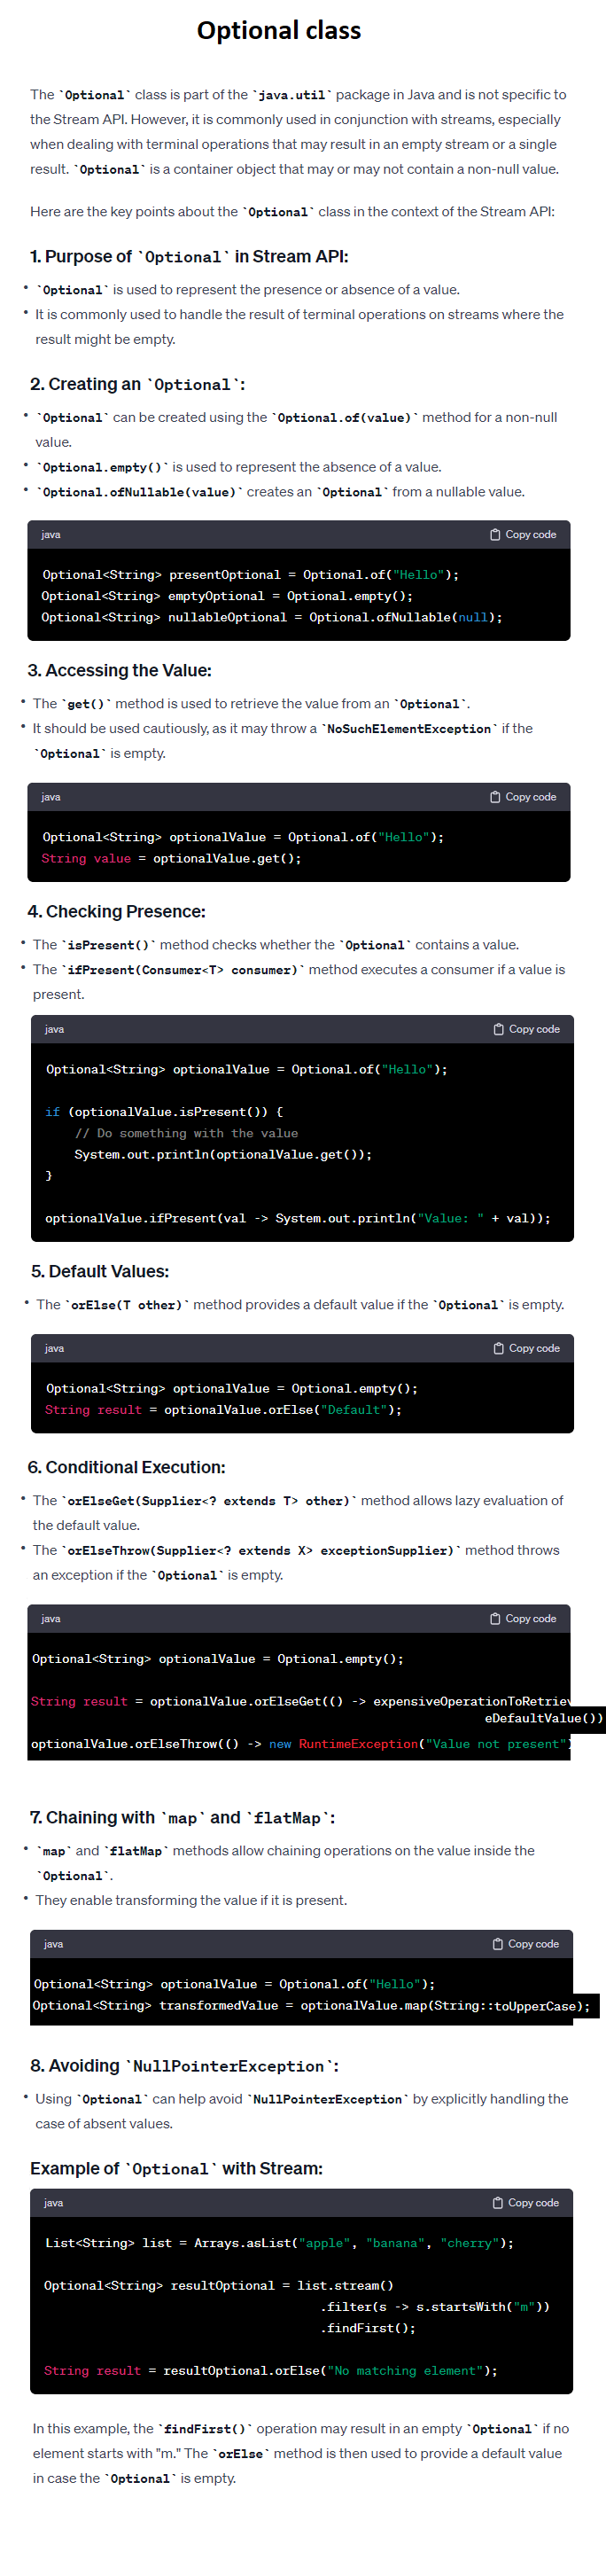 Optional class
The `Optional` class is part of the `java.util` package in Java and is not specific to
the Stream API. However, it is commonly used in conjunction with streams, especially
when dealing with terminal operations that may result in an empty stream or a single
result. `Optional` is a container object that may or may not contain a non-null value.
Here are the key points about the `Optional` class in the context of the Stream API:
1. Purpose of `Optional` in Stream API:
• `Optional` is used to represent the presence or absence of a value.
• It is commonly used to handle the result of terminal operations on streams where the
result might be empty.
2. Creating an `Optional`:
• `Optional` can be created using the `Optional.of(value)` method for a non-null
value.
• `Optional.empty()` is used to represent the absence of a value.
• `Optional.ofNullable(value)` creates an `Optional` from a nullable value.
java Copy code
Optional<String> presentOptional = Optional.of("Hello");
Optional<String> emptyOptional = Optional.empty();
Optional<String> nullableOptional = Optional.ofNullable(null);
3. Accessing the Value:
• The `get()` method is used to retrieve the value from an `Optional`.
• It should be used cautiously, as it may throw a `NoSuchElementException` if the
`Optional` is empty.
java Copy code
Optional<String> optionalValue = Optional.of("Hello");
String value = optionalValue.get();
4. Checking Presence:
• The `isPresent()` method checks whether the `Optional` contains a value.
• The `ifPresent(Consumer<T> consumer)` method executes a consumer if a value is
present.
java Copy code
Optional<String> optionalValue = Optional.of("Hello");
if (optionalValue.isPresent()) {
// Do something with the value
System.out.println(optionalValue.get());
}
optionalValue.ifPresent(val -> System.out.println("Value: " + val));
5. Default Values:
• The `orElse(T other)` method provides a default value if the `Optional` is empty.
java Copy code
Optional<String> optionalValue = Optional.empty();
String result = optionalValue.orElse("Default");
6. Conditional Execution:
• The `orElseGet(Supplier<? extends T> other)` method allows lazy evaluation of
the default value.
• The `orElseThrow(Supplier<? extends X> exceptionSupplier)` method throws
an exception if the `Optional` is empty.
java Copy code
Optional<String> optionalValue = Optional.empty();
String result = optionalValue.orElseGet(() -> expensiveOperationToRetriev
eDefaultValue())
optionalValue.orElseThrow(() -> new RuntimeException("Value not present")
7. Chaining with `map` and `flatMap`:
• `map` and `flatMap` methods allow chaining operations on the value inside the
`Optional`.
• They enable transforming the value if it is present.
java Copy code
Optional<String> optionalValue = Optional.of("Hello");
Optional<String> transformedValue = optionalValue.map(String::toUpperCase);
8. Avoiding `NullPointerException`:
• Using `Optional` can help avoid `NullPointerException` by explicitly handling the
case of absent values.
Example of `Optional` with Stream:
java Copy code
List<String> list = Arrays.asList("apple", "banana", "cherry");
Optional<String> resultOptional = list.stream()
.filter(s -> s.startsWith("m"))
.findFirst();
String result = resultOptional.orElse("No matching element");
In this example, the `findFirst()` operation may result in an empty `Optional` if no
element starts with "m." The `orElse` method is then used to provide a default value
in case the `Optional` is empty.